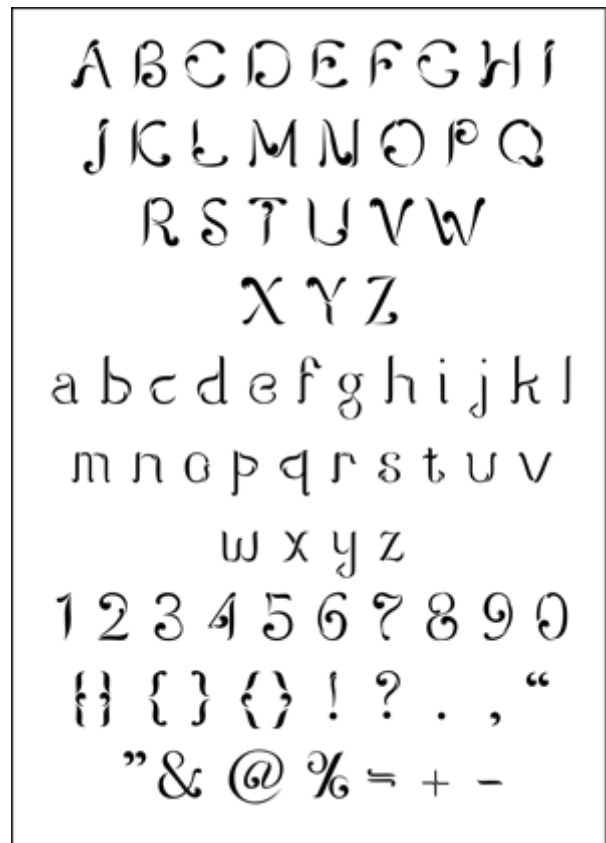 A B C D E F G H I
J K L M N O P Q
R S T U V W
X Y Z
a b c d e f g h i j k l
m n o p q r s t u v
w x y z
1 2 3 4 5 6 7 8 9 0
[ ] { } ( ) ! ? . , “
” & @ % = + -